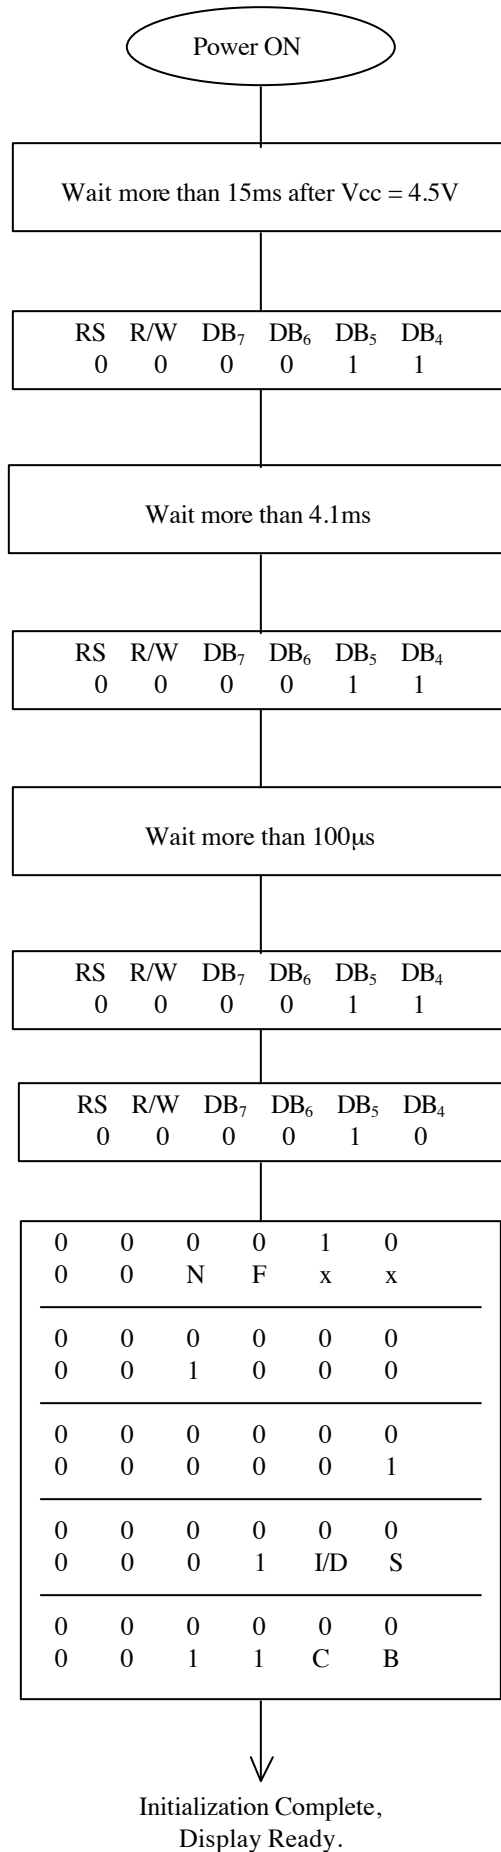 Power ON
Wait more than 15ms after Vcc = 4.5V
RS R/W DB₇ DB₆ DB₅ DB₄
0 0 0 0 1 1
Wait more than 4.1ms
RS R/W DB₇ DB₆ DB₅ DB₄
0 0 0 0 1 1
Wait more than 100µs
RS R/W DB₇ DB₆ DB₅ DB₄
0 0 0 0 1 1
RS R/W DB₇ DB₆ DB₅ DB₄
0 0 0 0 1 0
0 0 0 0 1 0
0 0 N F x x
0 0 0 0 0 0
0 0 1 0 0 0
0 0 0 0 0 0
0 0 0 0 0 1
0 0 0 0 0 0
0 0 0 1 I/D S
0 0 0 0 0 0
0 0 1 1 C B
Initialization Complete,
Display Ready.